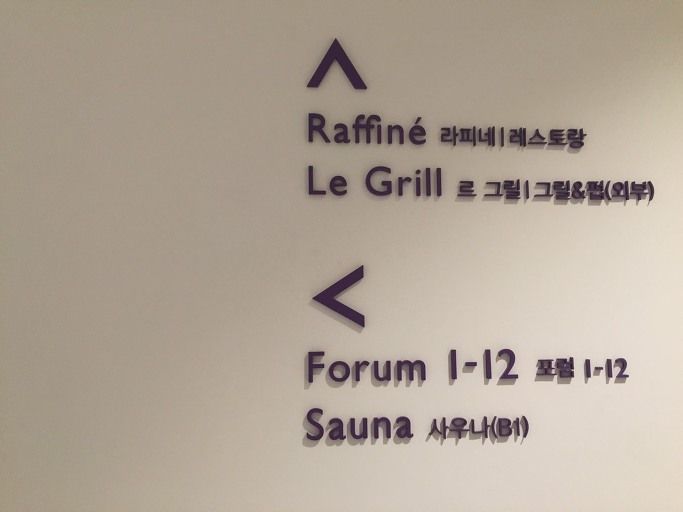 Raffiné 라피네|레스토랑
Le Grill 르 그릴|그릴&펍(외부)
Forum 1-12 포럼 1-12
Sauna 사우나(B1)